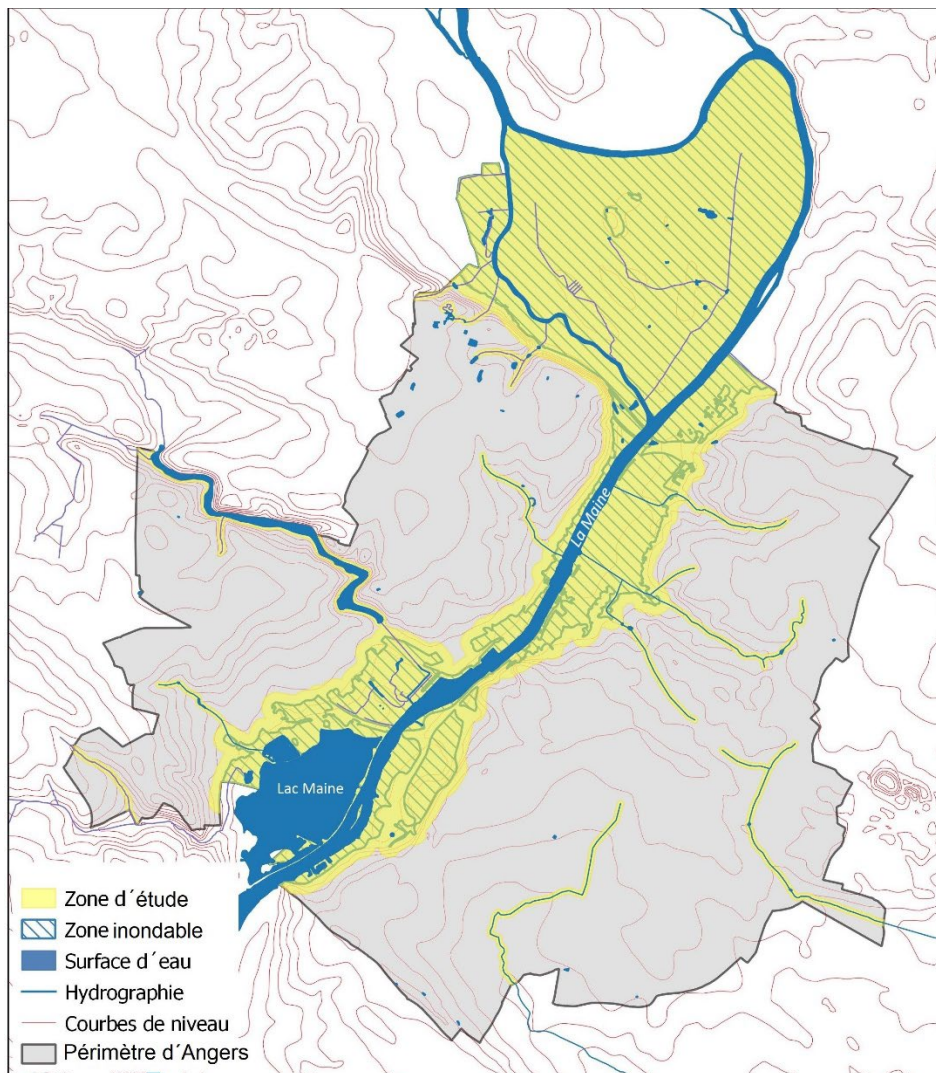 La Maine
Lac Maine
Zone d´étude
Zone inondable
Surface d´eau
Hydrographie
Courbes de niveau
Périmètre d´Angers